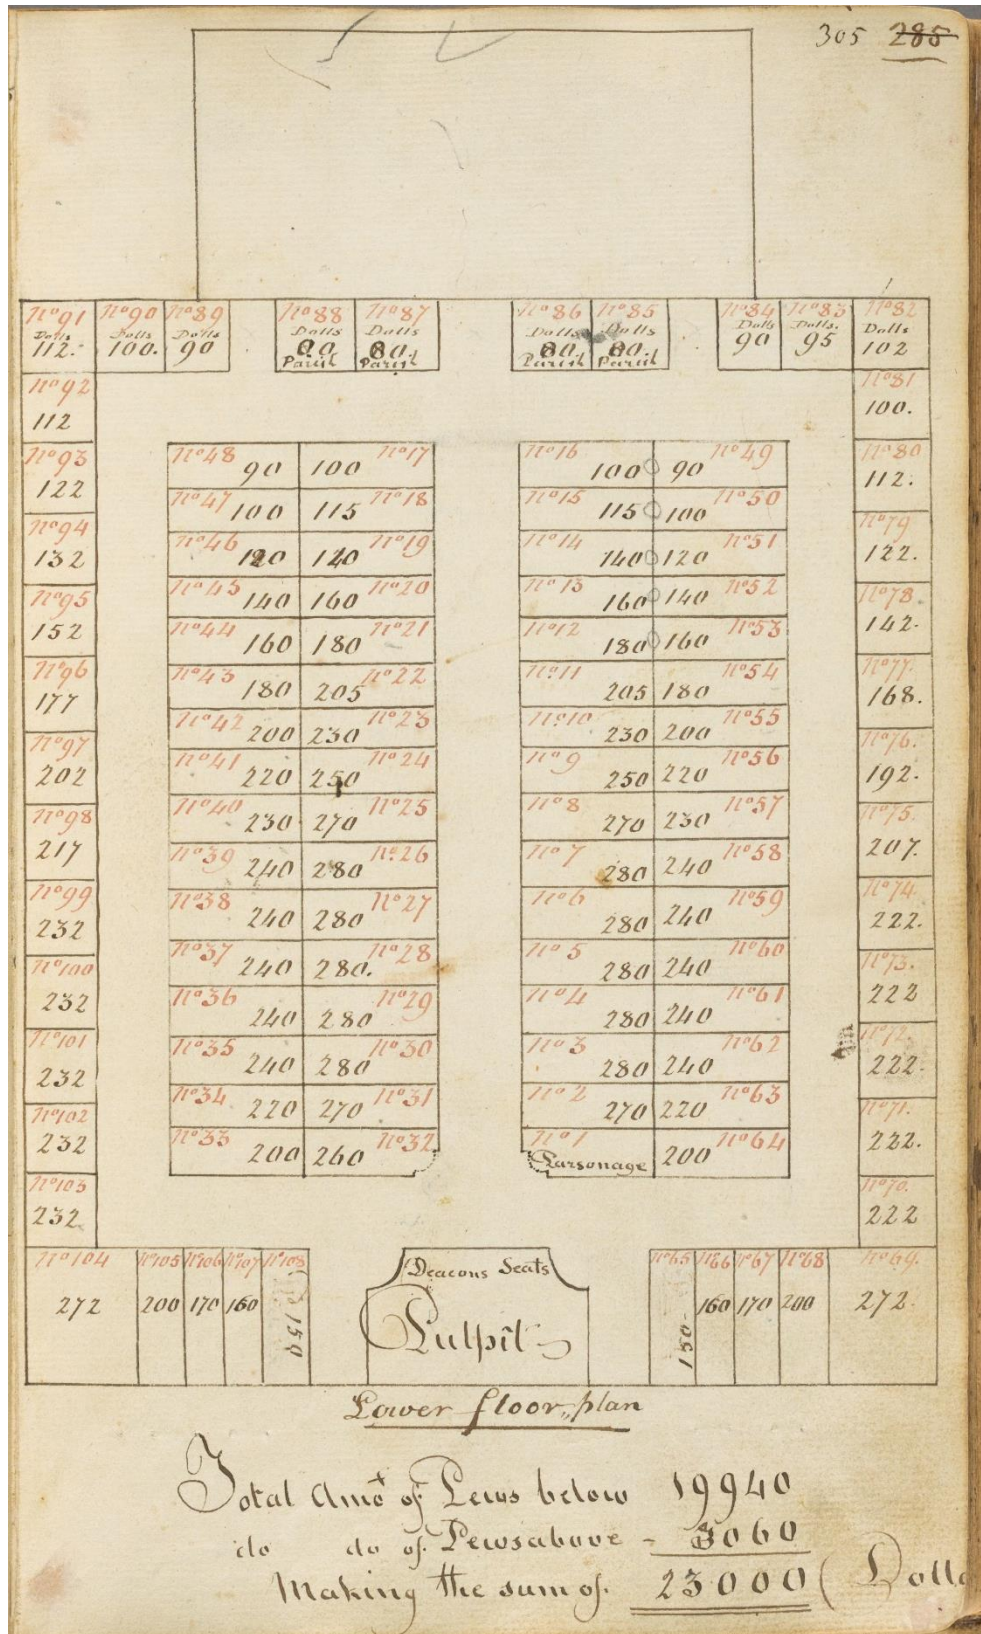 305 285
No 91 No 90 No 89 No 88 No 87 No 86 No 85 No 84 No 83 No 82
Dolls Dolls Dolls Dolls Dolls Dolls Dolls Dolls Dolls. Dolls
112. 100. 90 80. 80. 80. 90 95 102
Parish Parish Parish Parish
No 92 No 81
112 100.
No 93 No 48 90 100 No 17 No 16 100 90 No 49 No 80
122 112.
No 47 100 115 No 18 No 15 115 100 No 50
No 94 No 46 120 No 19 No 14 140 120 No 51 No 79
132 122.
No 95 No 45 140 160 No 20 No 13 160 140 No 52 No 78
152 142.
No 44 160 180 No 21 No 12 180 160 No 53
No 96 No 43 180 205 No 22 No 11 205 180 No 54 No 77.
177 168.
No 42 200 230 No 23 No 10 230 200 No 55
No 97 No 41 220 250 No 24 No 9 250 220 No 56 No 76.
202 192.
No 98 No 40 230 270 No 25 No 8 270 230 No 57 No 75.
217 207.
No 39 240 280 No 26 No 7 280 240 No 58
No 99 No 38 240 280 No 27 No 6 280 240 No 59 No 74.
232 222.
No 100 No 37 240 280. No 28 No 5 280 240 No 60 No 73.
232 222
No 36 240 280 No 29 No 4 280 240 No 61
No 101 No 35 240 280 No 30 No 3 280 240 No 62 No 72.
232 222.
No 102 No 34 220 270 No 31 No 2 270 220 No 63 No 71.
232 222.
No 33 200 260 No 32 No 1 Parsonage 200 No 64
No 103 No 70.
232 222
No 104 No 105 No 106 No 107 No 108 Deacons Seats No 65 No 66 No 67 No 68 No 69.
272 200 170 160 150 Pulpit 150 160 170 200 272.
Lower floor plan
Total Amot of Pews below 19940
do do of Pews above - 3060
Making the sum of. 23000 (